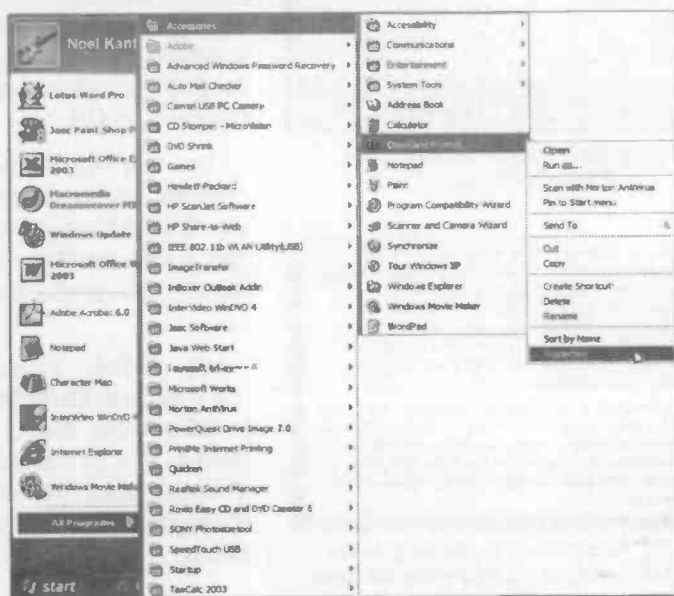 Noel Kant
Lotus Word Pro
Jasc Paint Shop P
Microsoft Office E
2003
Macromedia
Dreamweaver MX
Windows Update
Microsoft Office W
2003
Adobe Acrobat 6.0
Notepad
Character Map
InterVideo WinDVD
Internet Explorer
Windows Movie Make
All Programs
start
Accessories
Adobe
Advanced Windows Password Recovery
Auto Mail Checker
Camsel USB PC Camera
CD Stomper - MicroVision
DVD Shrink
Games
Hewlett-Packard
HP ScanJet Software
HP Share-to-Web
IEEE 802.11b WLAN Utility(USB)
ImageTransfer
InBoxer Outlook Addin
InterVideo WinDVD 4
Jasc Software
Java Web Start
Microsoft Works
Norton AntiVirus
PowerQuest Drive Image 7.0
PrintMe Internet Printing
Quicken
Realtek Sound Manager
Roxio Easy CD and DVD Creator 6
SONY Photosizetool
SpeedTouch USB
Startup
TaxCalc 2003
Accessibility
Communications
Entertainment
System Tools
Address Book
Calculator
Command Prompt
Notepad
Paint
Program Compatibility Wizard
Scanner and Camera Wizard
Synchronize
Tour Windows XP
Windows Explorer
Windows Movie Maker
WordPad
Open
Run as...
Scan with Norton AntiVirus
Pin to Start menu
Send To
Cut
Copy
Create Shortcut
Delete
Rename
Sort by Name
Properties